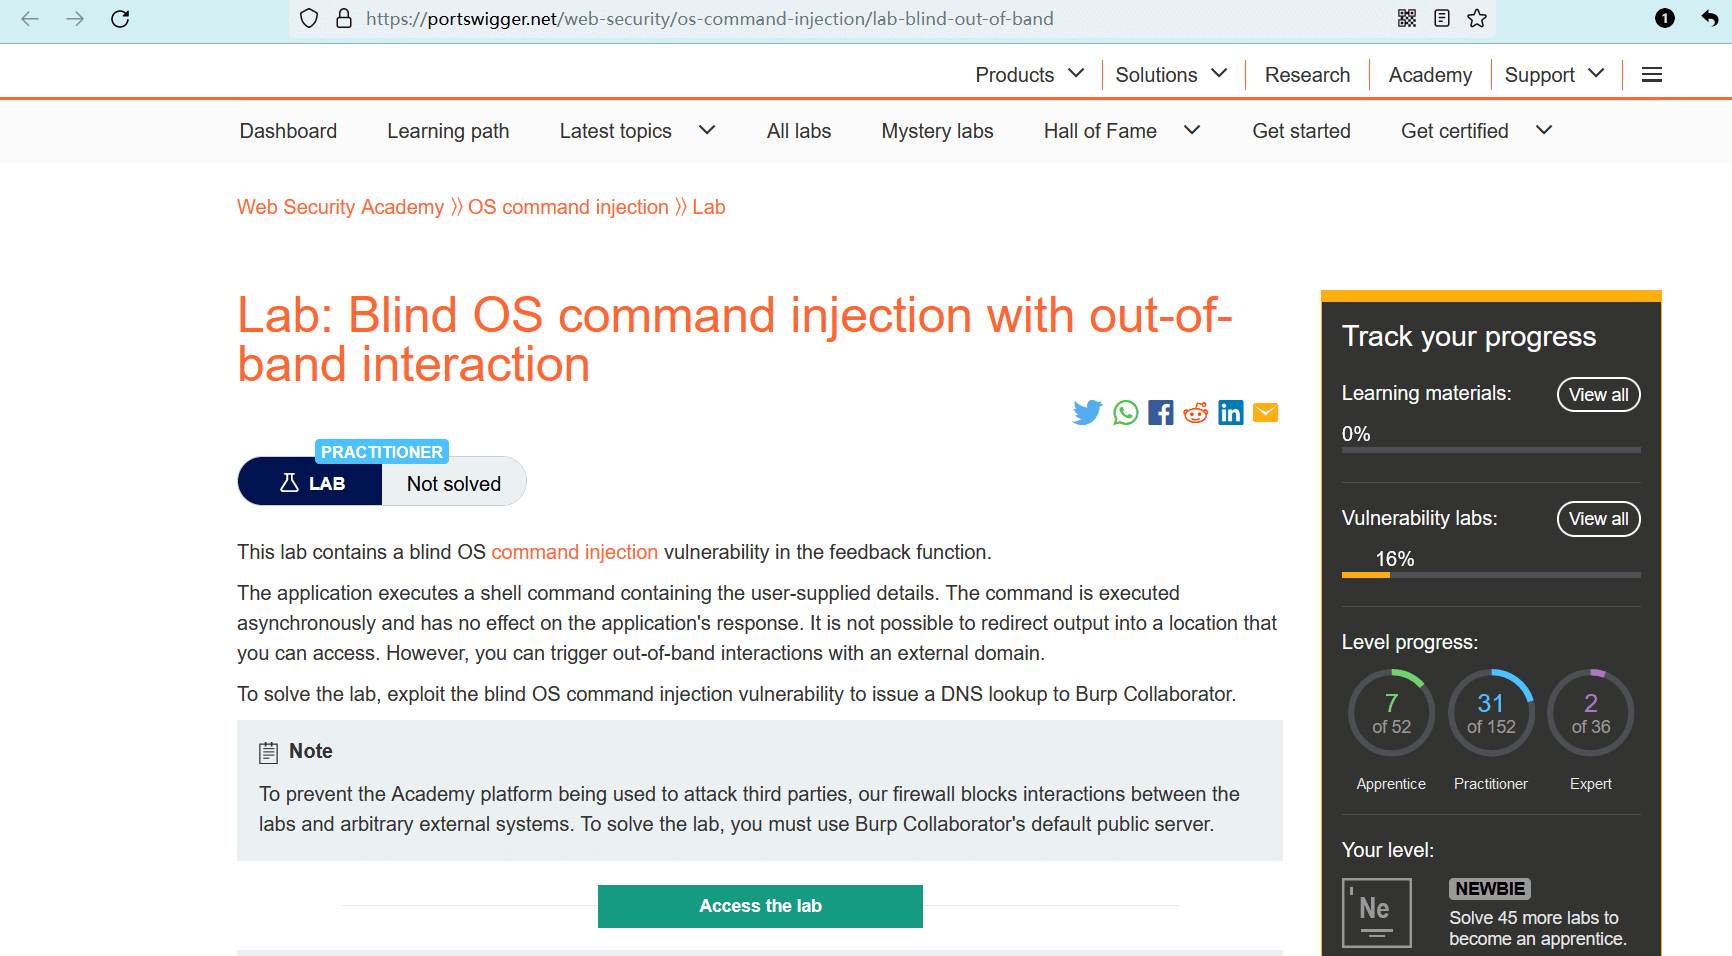 https://portswigger.net/web-security/os-command-injection/lab-blind-out-of-band
1
Products
Solutions
Research
Academy
Support
Dashboard
Learning path
Latest topics
All labs
Mystery labs
Hall of Fame
Get started
Get certified
Web Security Academy 》 OS command injection 》 Lab
Lab: Blind OS command injection with out-of-
band interaction
PRACTITIONER
LAB
Not solved
This lab contains a blind OS command injection vulnerability in the feedback function.
The application executes a shell command containing the user-supplied details. The command is executed
asynchronously and has no effect on the application's response. It is not possible to redirect output into a location that
you can access. However, you can trigger out-of-band interactions with an external domain.
To solve the lab, exploit the blind OS command injection vulnerability to issue a DNS lookup to Burp Collaborator.
Note
To prevent the Academy platform being used to attack third parties, our firewall blocks interactions between the
labs and arbitrary external systems. To solve the lab, you must use Burp Collaborator's default public server.
Access the lab
Track your progress
Learning materials:
View all
0%
Vulnerability labs:
View all
16%
Level progress:
7
of 52
Apprentice
31
of 152
Practitioner
2
of 36
Expert
Your level:
Ne
NEWBIE
Solve 45 more labs to
become an apprentice.